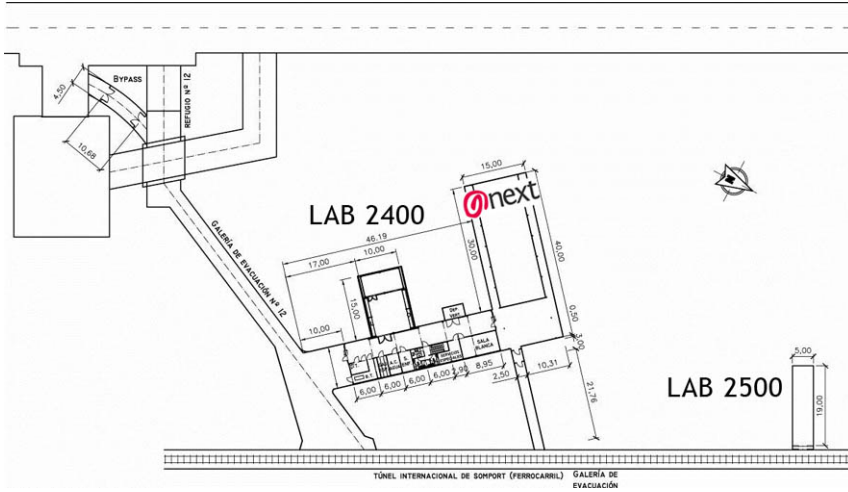 BYPASS
4,50
10,68
REFUGIO Nº 12
GALERÍA DE EVACUACIÓN Nº 12
LAB 2400
next
15,00
46.19
17,00
10,00
30,00
40,00
15,00
10,00
0,50
3,00
SALA
BLANCA
6,00
6,00
6,00
6,00
2,90
8,95
2,50
10,31
21,76
5,00
LAB 2500
19,00
TÚNEL INTERNACIONAL DE SOMPORT (FERROCARRIL)
GALERÍA DE
EVACUACIÓN